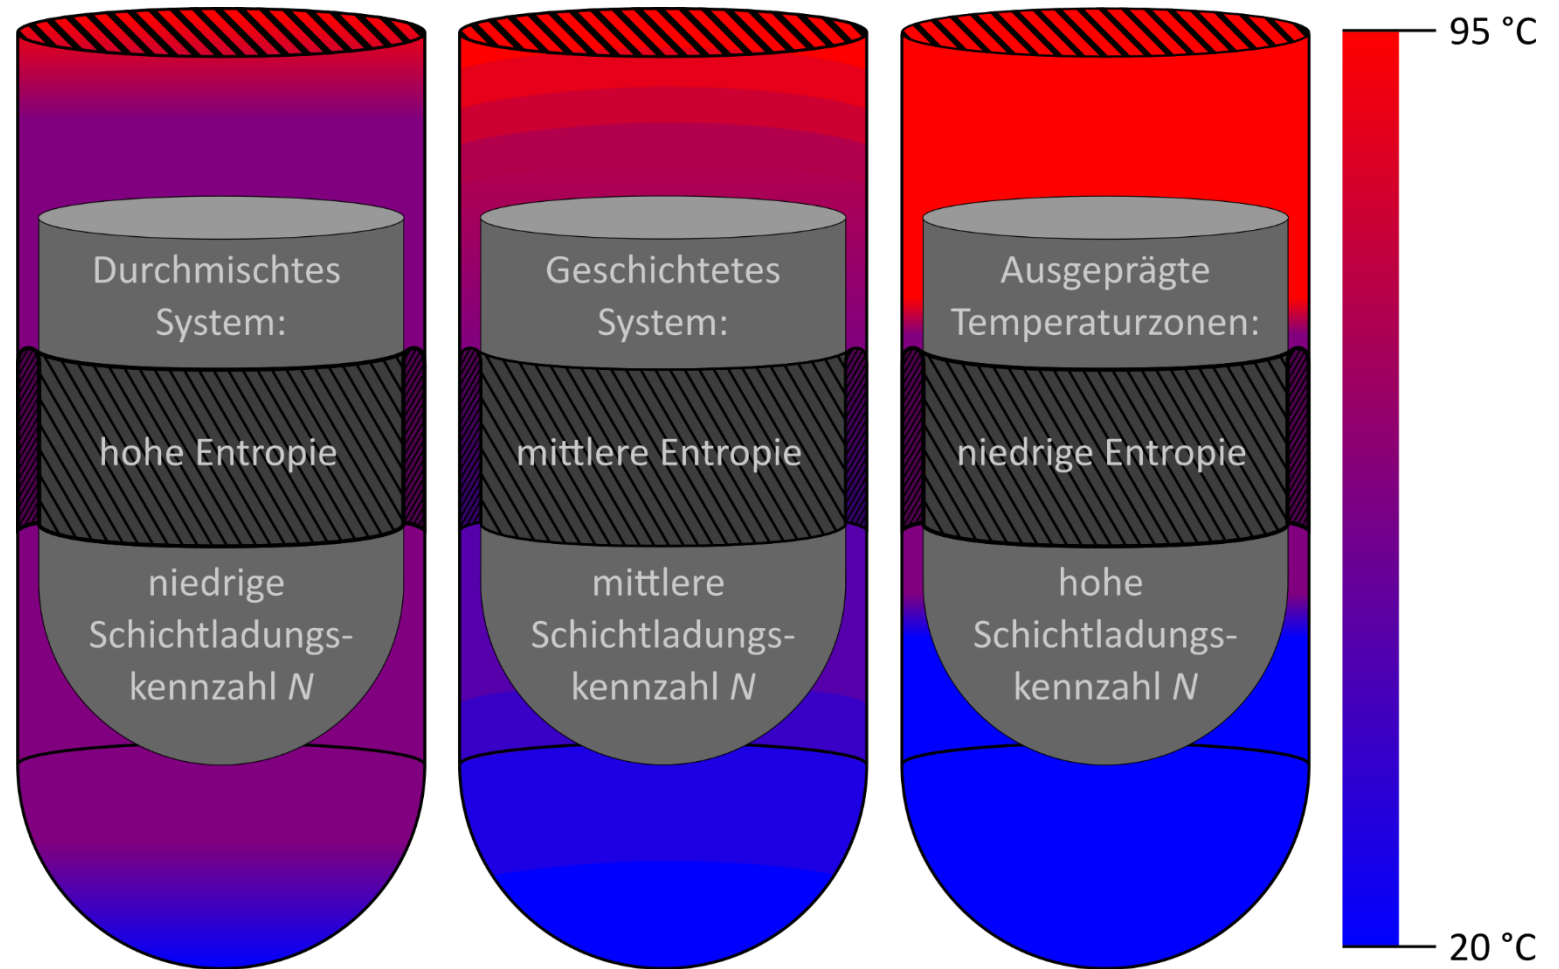 Durchmischtes
System:
hohe Entropie
niedrige
Schichtladungs-
kennzahl N
Geschichtetes
System:
mittlere Entropie
mittlere
Schichtladungs-
kennzahl N
Ausgeprägte
Temperaturzonen:
niedrige Entropie
hohe
Schichtladungs-
kennzahl N
95 °C
20 °C